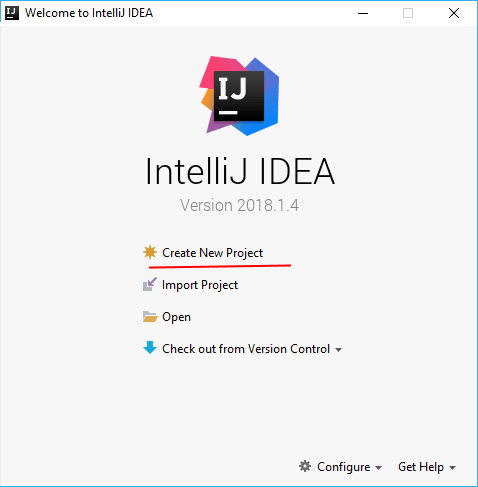 Welcome to IntelliJ IDEA
IJ
IntelliJ IDEA
Version 2018.1.4
Create New Project
Import Project
Open
Check out from Version Control
Configure Get Help